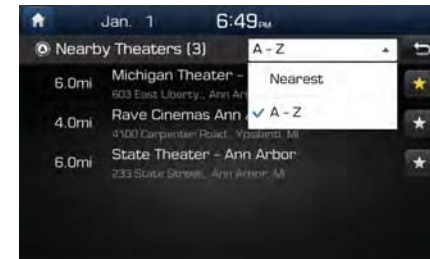 Jan. 1 6:49 PM
Nearby Theaters (3) A - Z
Nearest
A - Z
6.0mi Michigan Theater -
603 East Liberty., Ann Ar
4.0mi Rave Cinemas Ann
4100 Carpenter Road., Ypsilanti, MI
6.0mi State Theater - Ann Arbor
233 State Street., Ann Arbor, MI